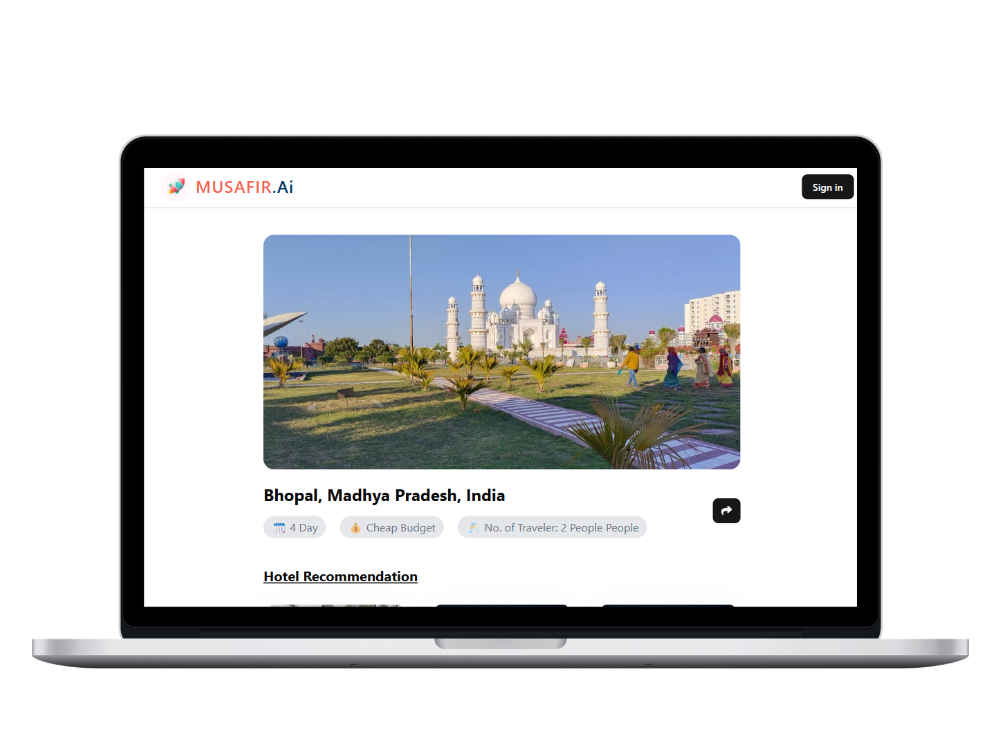 MUSAFIR.Ai
Sign in
Bhopal, Madhya Pradesh, India
4 Day
Cheap Budget
No. of Traveler: 2 People People
Hotel Recommendation